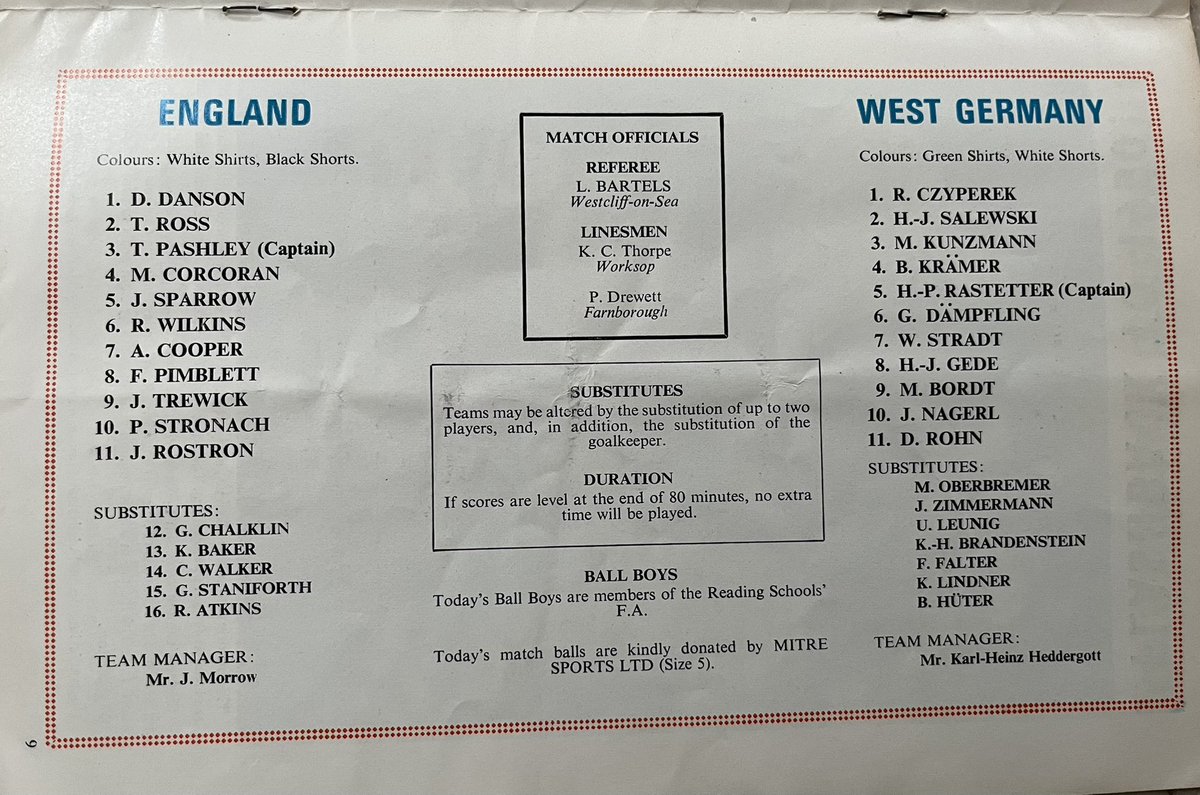 ENGLAND
Colours: White Shirts, Black Shorts.
1. D. DANSON
2. T. ROSS
3. T. PASHLEY (Captain)
4. M. CORCORAN
5. J. SPARROW
6. R. WILKINS
7. A. COOPER
8. F. PIMBLETT
9. J. TREWICK
10. P. STRONACH
11. J. ROSTRON
SUBSTITUTES:
12. G. CHALKLIN
13. K. BAKER
14. C. WALKER
15. G. STANIFORTH
16. R. ATKINS
TEAM MANAGER:
Mr. J. Morrow
MATCH OFFICIALS
REFEREE
L. BARTELS
Westcliff-on-Sea
LINESMEN
K. C. Thorpe
Worksop
P. Drewett
Farnborough
SUBSTITUTES
Teams may be altered by the substitution of up to two
players, and, in addition, the substitution of the
goalkeeper.
DURATION
If scores are level at the end of 80 minutes, no extra
time will be played.
BALL BOYS
Today's Ball Boys are members of the Reading Schools'
F.A.
Today's match balls are kindly donated by MITRE
SPORTS LTD (Size 5).
WEST GERMANY
Colours: Green Shirts, White Shorts.
1. R. CZYPEREK
2. H.-J. SALEWSKI
3. M. KUNZMANN
4. B. KRÄMER
5. H.-P. RASTETTER (Captain)
6. G. DÄMPFLING
7. W. STRADT
8. H.-J. GEDE
9. M. BORDT
10. J. NAGERL
11. D. ROHN
SUBSTITUTES:
M. OBERBREMER
J. ZIMMERMANN
U. LEUNIG
K.-H. BRANDENSTEIN
F. FALTER
K. LINDNER
B. HÜTER
TEAM MANAGER:
Mr. Karl-Heinz Heddergott
6